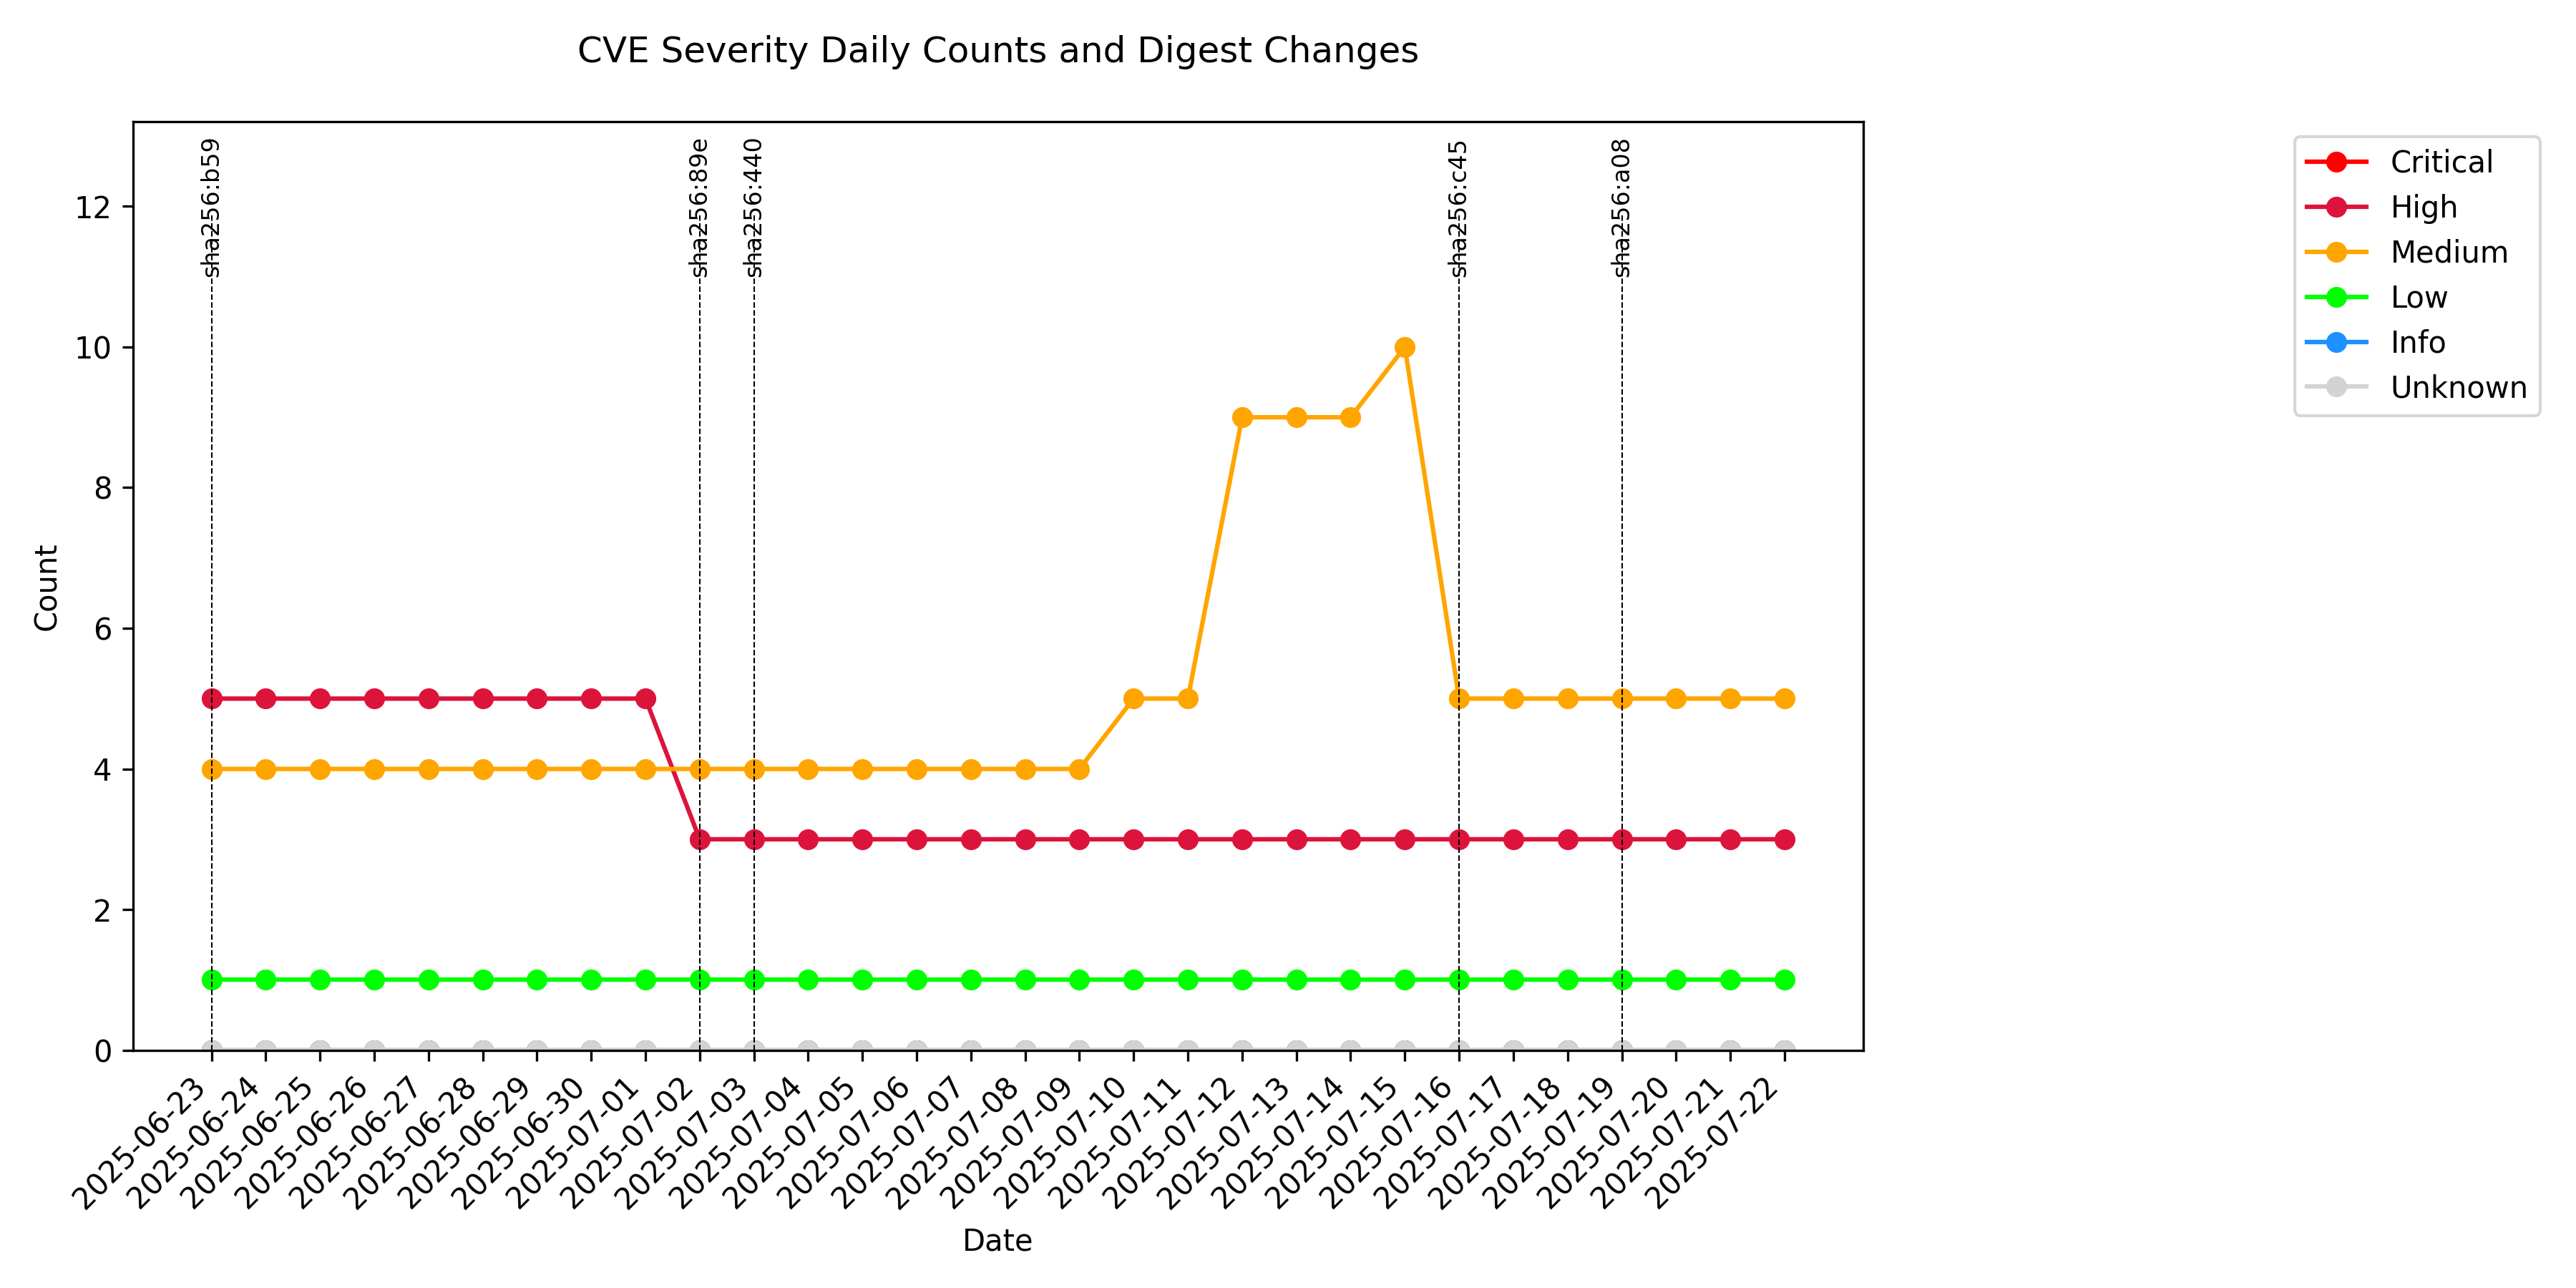 CVE Severity Daily Counts and Digest Changes
sha256:b59
sha256:89e
sha256:440
sha256:c45
sha256:a08
Critical
High
Medium
Low
Info
Unknown
12
10
8
6
4
2
0
Count
2025-06-23
2025-06-24
2025-06-25
2025-06-26
2025-06-27
2025-06-28
2025-06-29
2025-06-30
2025-07-01
2025-07-02
2025-07-03
2025-07-04
2025-07-05
2025-07-06
2025-07-07
2025-07-08
2025-07-09
2025-07-10
2025-07-11
2025-07-12
2025-07-13
2025-07-14
2025-07-15
2025-07-16
2025-07-17
2025-07-18
2025-07-19
2025-07-20
2025-07-21
2025-07-22
Date